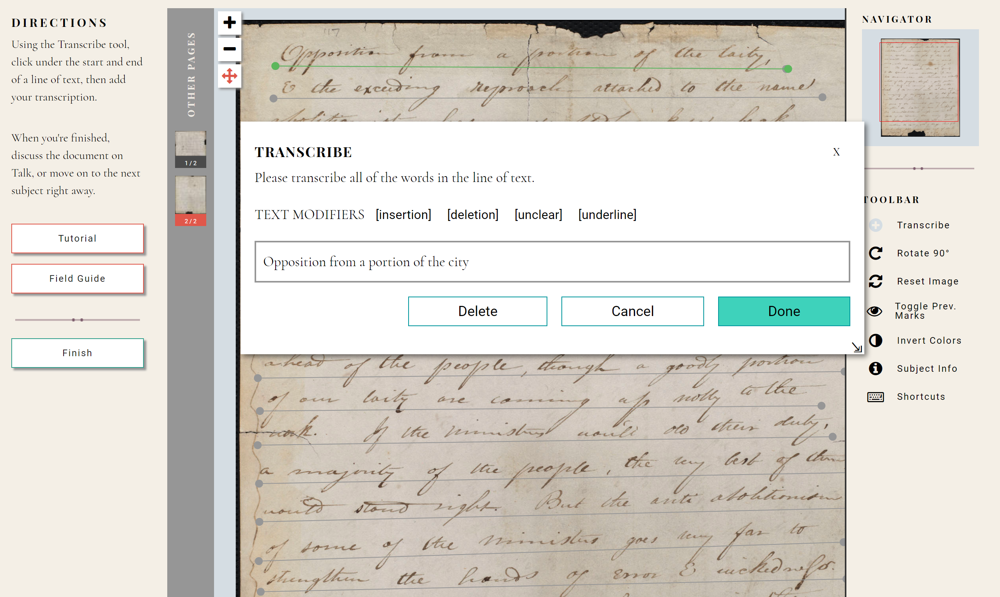 DIRECTIONS
Using the Transcribe tool,
click under the start and end
of a line of text, then add
your transcription.
When you're finished,
discuss the document on
Talk, or move on to the next
subject right away.
Tutorial
Field Guide
Finish
OTHER PAGES
1/2
2/2
117
Opposition from a portion of the laity,
& the exceeding reproach attached to the name
abolitionist has
TRANSCRIBE
X
Please transcribe all of the words in the line of text.
TEXT MODIFIERS [insertion] [deletion] [unclear] [underline]
Opposition from a portion of the city
Delete
Cancel
Done
ahead of the people, though a goodly portion
of our laity are coming up nobly to the
work. If the ministers would do their duty,
a majority of the people, the very best of them
would stand right. But the anti abolitionism
of some of the ministers goes very far to
strengthen the hands of error & wickedness.
NAVIGATOR
TOOLBAR
Transcribe
Rotate 90°
Reset Image
Toggle Prev.
Marks
Invert Colors
Subject Info
Shortcuts